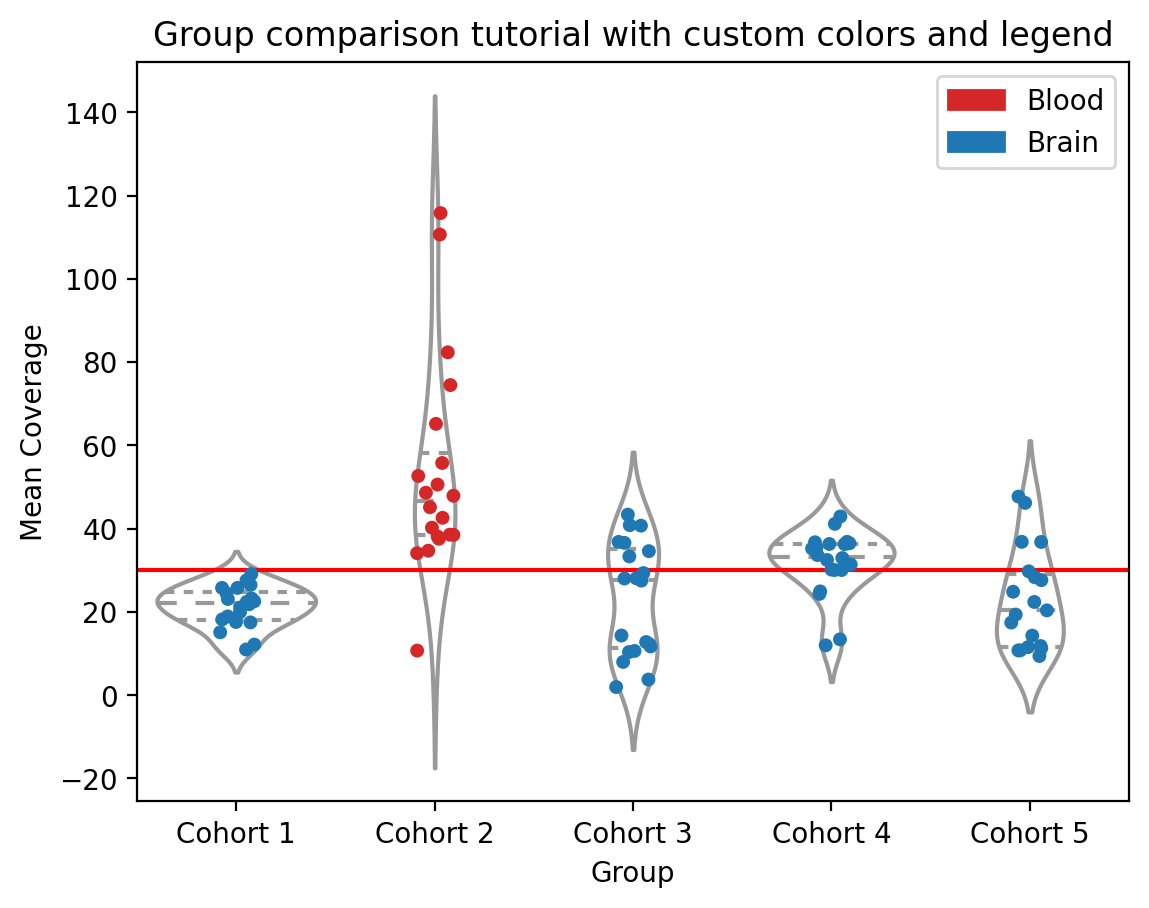 Group comparison tutorial with custom colors and legend
Blood
Brain
Mean Coverage
140
120
100
80
60
40
20
0
−20
Cohort 1
Cohort 2
Cohort 3
Cohort 4
Cohort 5
Group